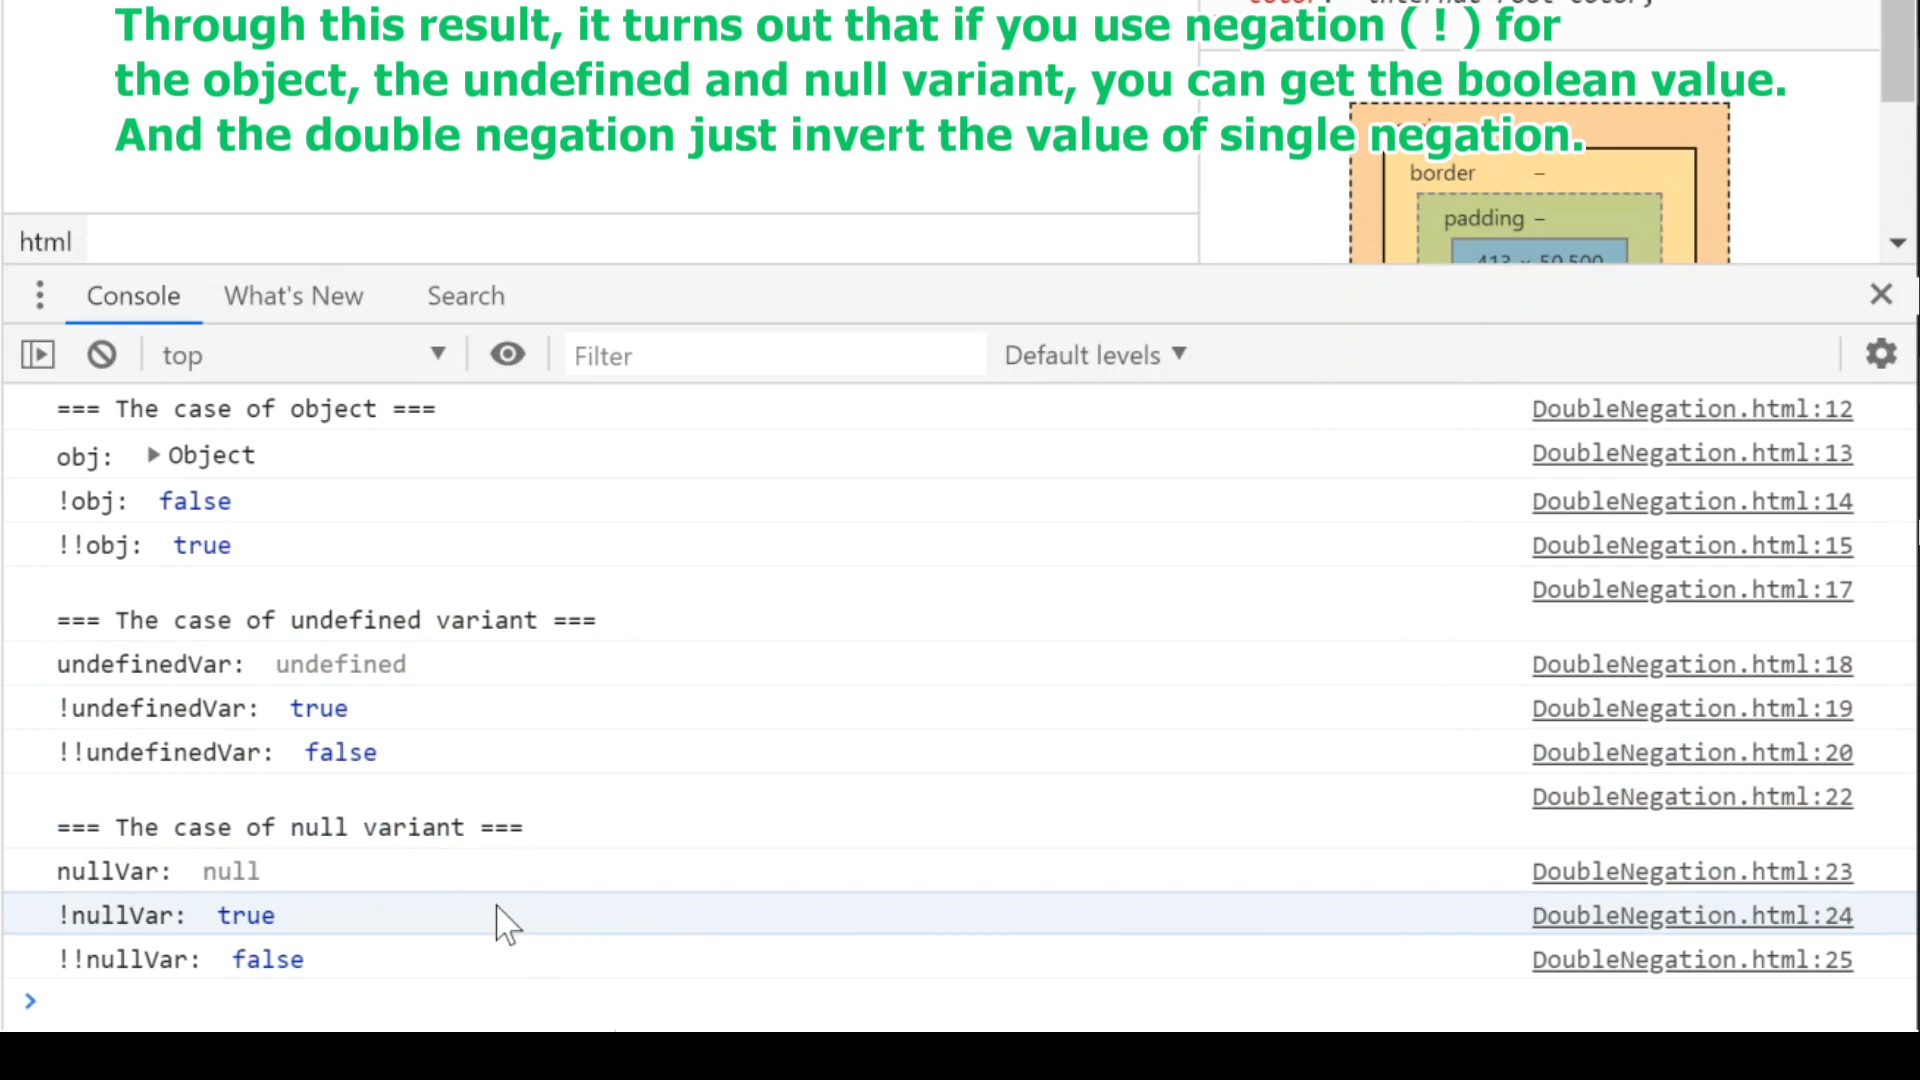 Through this result, it turns out that if you use negation ( ! ) for
the object, the undefined and null variant, you can get the boolean value.
And the double negation just invert the value of single negation.
border –
padding –
html
Console What's New Search
top Filter Default levels
=== The case of object === DoubleNegation.html:12
obj: Object DoubleNegation.html:13
!obj: false DoubleNegation.html:14
!!obj: true DoubleNegation.html:15
DoubleNegation.html:17
=== The case of undefined variant ===
undefinedVar: undefined DoubleNegation.html:18
!undefinedVar: true DoubleNegation.html:19
!!undefinedVar: false DoubleNegation.html:20
DoubleNegation.html:22
=== The case of null variant ===
nullVar: null DoubleNegation.html:23
!nullVar: true DoubleNegation.html:24
!!nullVar: false DoubleNegation.html:25